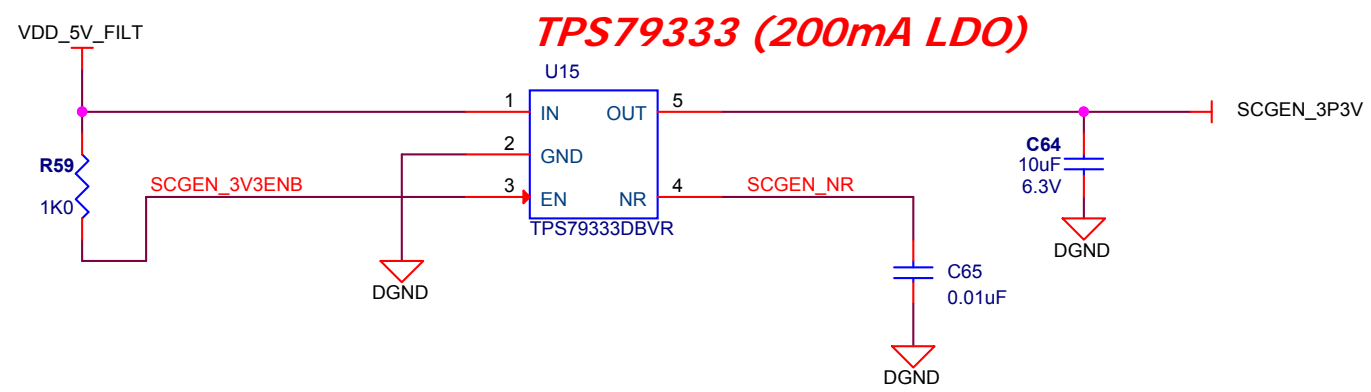 TPS79333 (200mA LDO)
VDD_5V_FILT
U15
1
IN
OUT
5
SCGEN_3P3V
2
GND
C64
10uF
6.3V
R59
1K0
SCGEN_3V3ENB
3
EN
NR
4
SCGEN_NR
TPS79333DBVR
DGND
DGND
C65
0.01uF
DGND